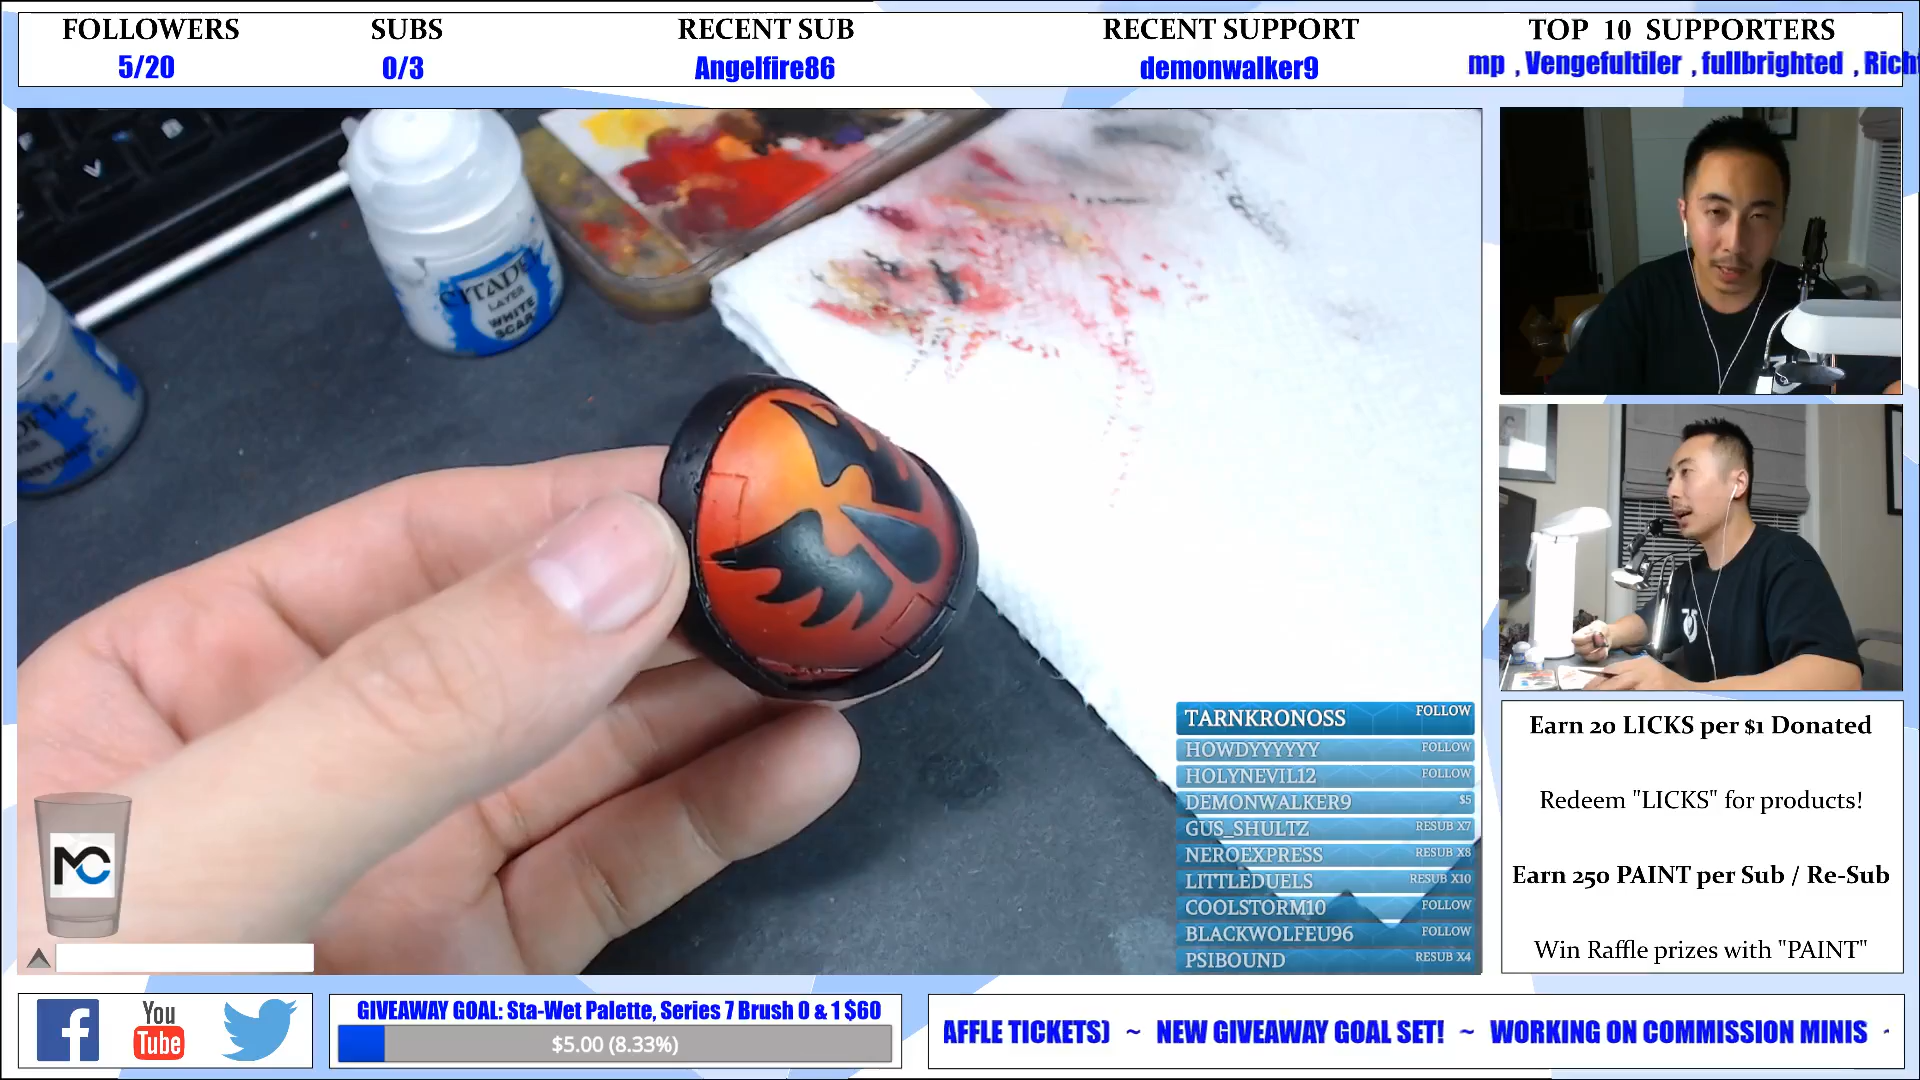 FOLLOWERS
5/20
SUBS
0/3
RECENT SUB
Angelfire86
RECENT SUPPORT
demonwalker9
TOP 10 SUPPORTERS
mp , Vengefultiler , fullbrighted , Rich
V
CITADEL
LAYER
WHITE
SCAR
TARNKRONOSS FOLLOW
HOWDYYYYYY FOLLOW
HOLYNEVIL12 FOLLOW
DEMONWALKER9 $5
GUS_SHULTZ RESUB X7
NEROEXPRESS RESUB X8
LITTLEDUELS RESUB X10
COOLSTORM10 FOLLOW
BLACKWOLFEU96 FOLLOW
PSIBOUND RESUB X4
MC
Earn 20 LICKS per $1 Donated
Redeem "LICKS" for products!
Earn 250 PAINT per Sub / Re-Sub
Win Raffle prizes with "PAINT"
f
You
Tube
GIVEAWAY GOAL: Sta-Wet Palette, Series 7 Brush 0 & 1 $60
$5.00 (8.33%)
AFFLE TICKETS) ~ NEW GIVEAWAY GOAL SET! ~ WORKING ON COMMISSION MINIS -